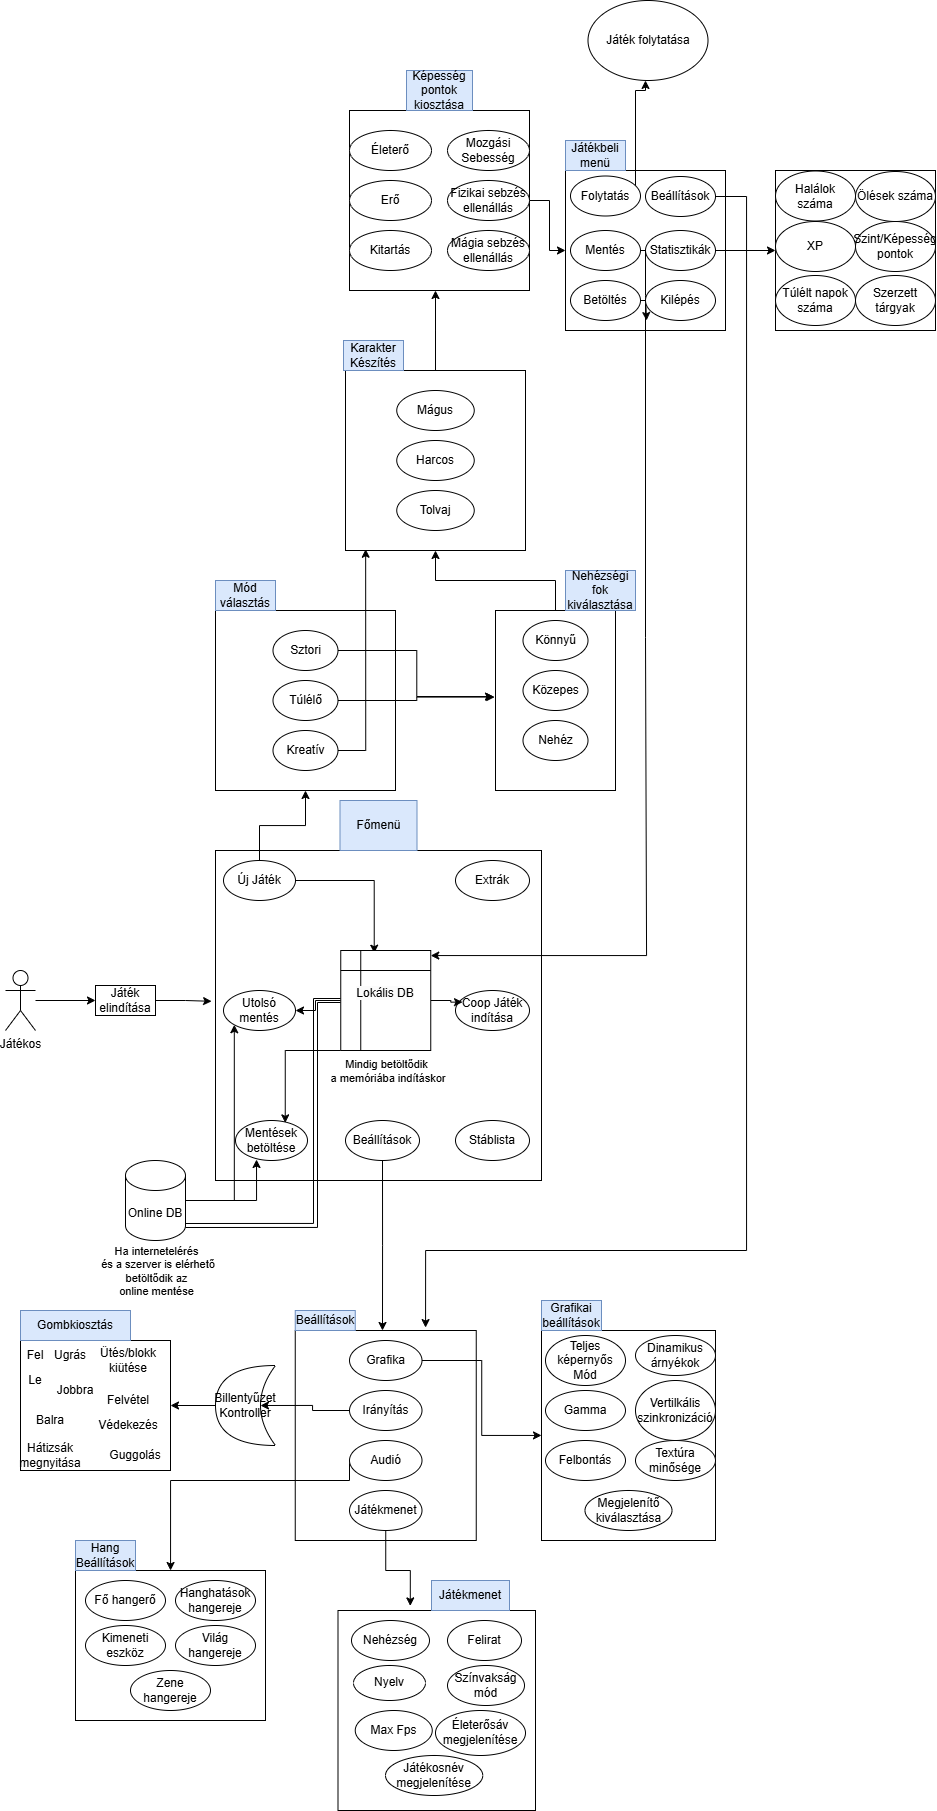 Játék folytatása
Képesség
pontok
kiosztása
Életerő
Mozgási
Sebesség
Erő
Fizikai sebzés
ellenállás
Kitartás
Mágia sebzés
ellenállás
Játékbeli
menü
Folytatás
Beállítások
Mentés
Statisztikák
Betöltés
Kilépés
Halálok
száma
Ölések száma
XP
Szint/Képesség
pontok
Túlélt napok
száma
Szerzett
tárgyak
Karakter
Készítés
Mágus
Harcos
Tolvaj
Mód
választás
Sztori
Túlélő
Kreatív
Nehézségi
fok
kiválasztása
Könnyű
Közepes
Nehéz
Főmenü
Új Játék
Extrák
Játékos
Játék
elindítása
Utolsó
mentés
Lokális DB
Coop Játék
indítása
Mindig betöltődik
a memóriába indításkor
Mentések
betöltése
Beállítások
Stáblista
Online DB
Ha internetelérés
és a szerver is elérhető
betöltődik az
online mentése
Gombkiosztás
Fel
Ugrás
Ütés/blokk
kiütése
Le
Jobbra
Felvétel
Balra
Védekezés
Hátizsák
megnyitása
Guggolás
Billentyűzet
Kontroller
Beállítások
Grafika
Irányítás
Audió
Játékmenet
Grafikai
beállítások
Teljes
képernyős
Mód
Dinamikus
árnyékok
Gamma
Vertilkális
szinkronizáció
Felbontás
Textúra
minősége
Megjelenítő
kiválasztása
Hang
Beállítások
Fő hangerő
Hanghatások
hangereje
Kimeneti
eszköz
Világ
hangereje
Zene
hangereje
Játékmenet
Nehézség
Felirat
Nyelv
Színvakság
mód
Max Fps
Életerősáv
megjelenítése
Játékosnév
megjelenítése